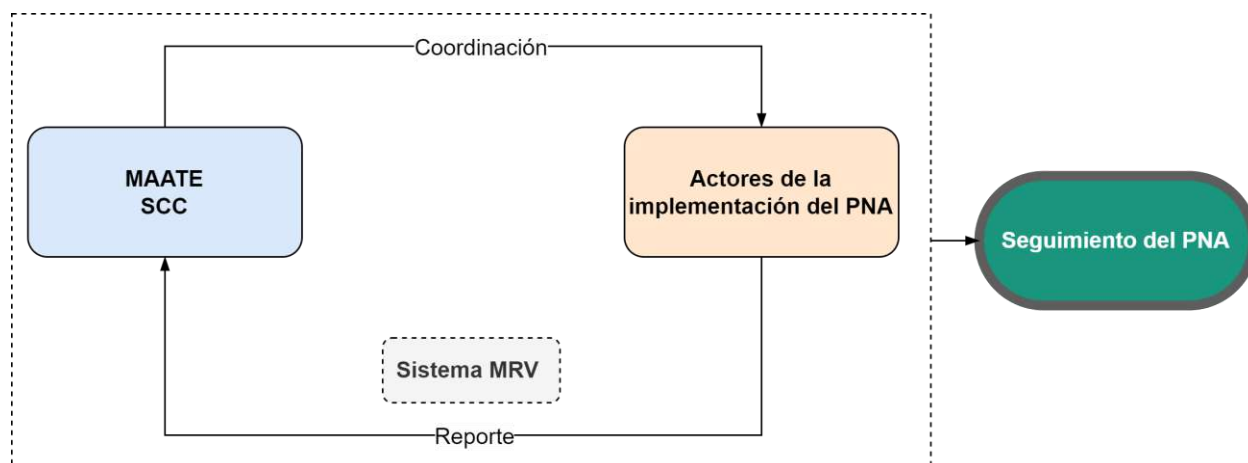 Coordinación
MAATE
SCC
Actores de la
implementación del PNA
Seguimiento del PNA
Sistema MRV
Reporte